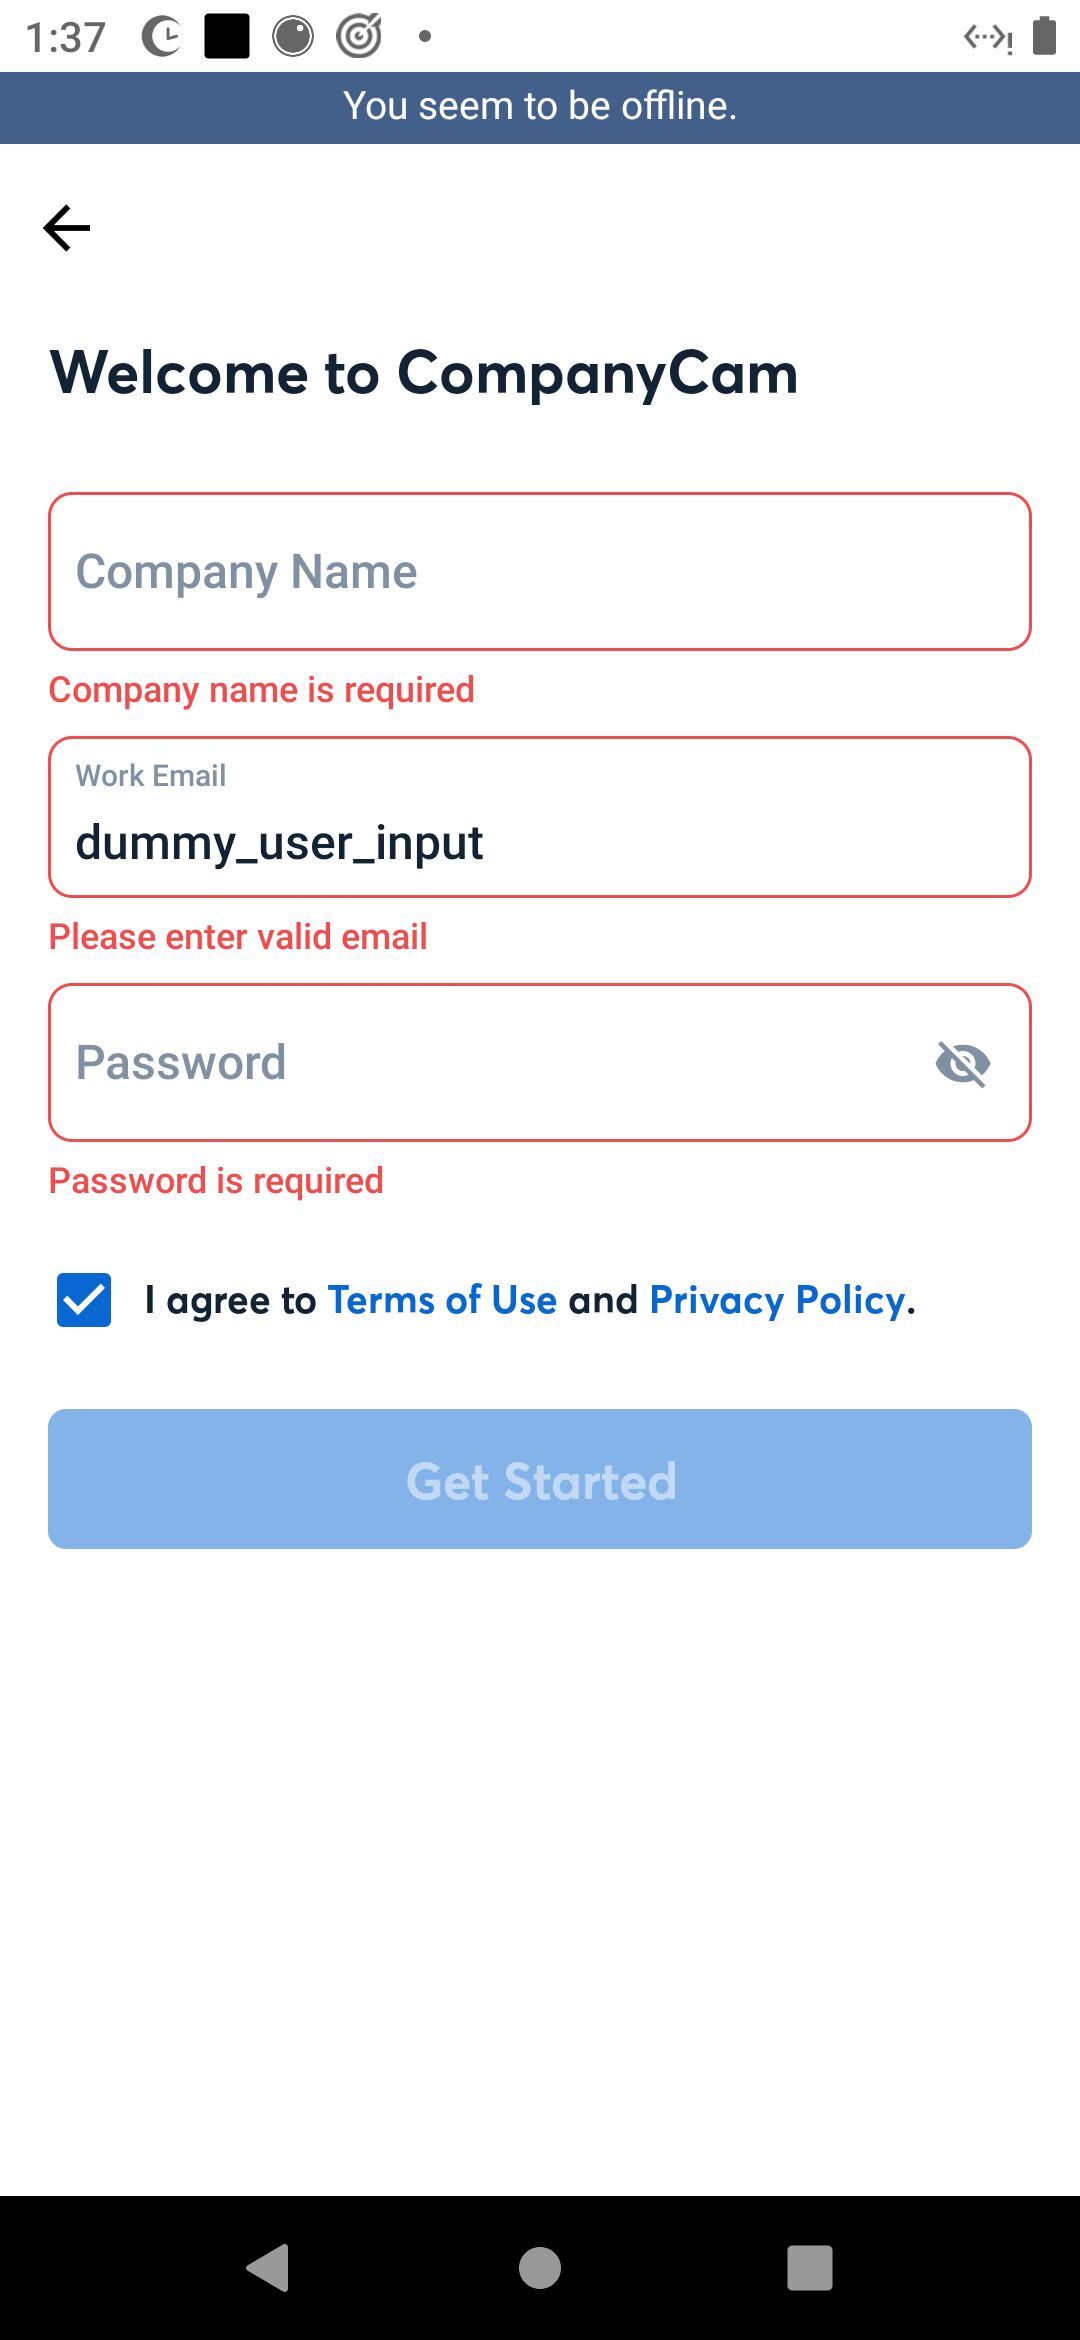 1:37
You seem to be offline.
Welcome to CompanyCam
Company Name
Company name is required
Work Email
dummy_user_input
Please enter valid email
Password
Password is required
I agree to Terms of Use and Privacy Policy.
Get Started